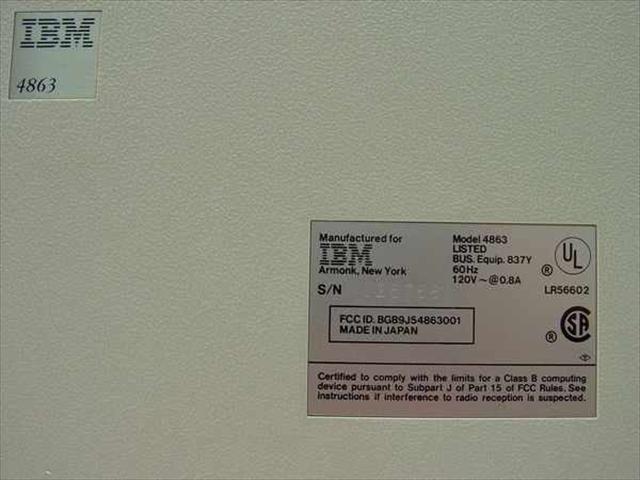 IBM
4863
Manufactured for
IBM
Armonk, New York
S/N
Model 4863
LISTED
BUS. Equip. 837Y
60Hz
120V ~ @ 0.8A
UL
®
LR56602
FCC ID. BG89J54863001
MADE IN JAPAN
SA
®
Certified to comply with the limits for a Class B computing
device pursuant to Subpart J of Part 15 of FCC Rules. See
Instructions if interference to radio reception is suspected.